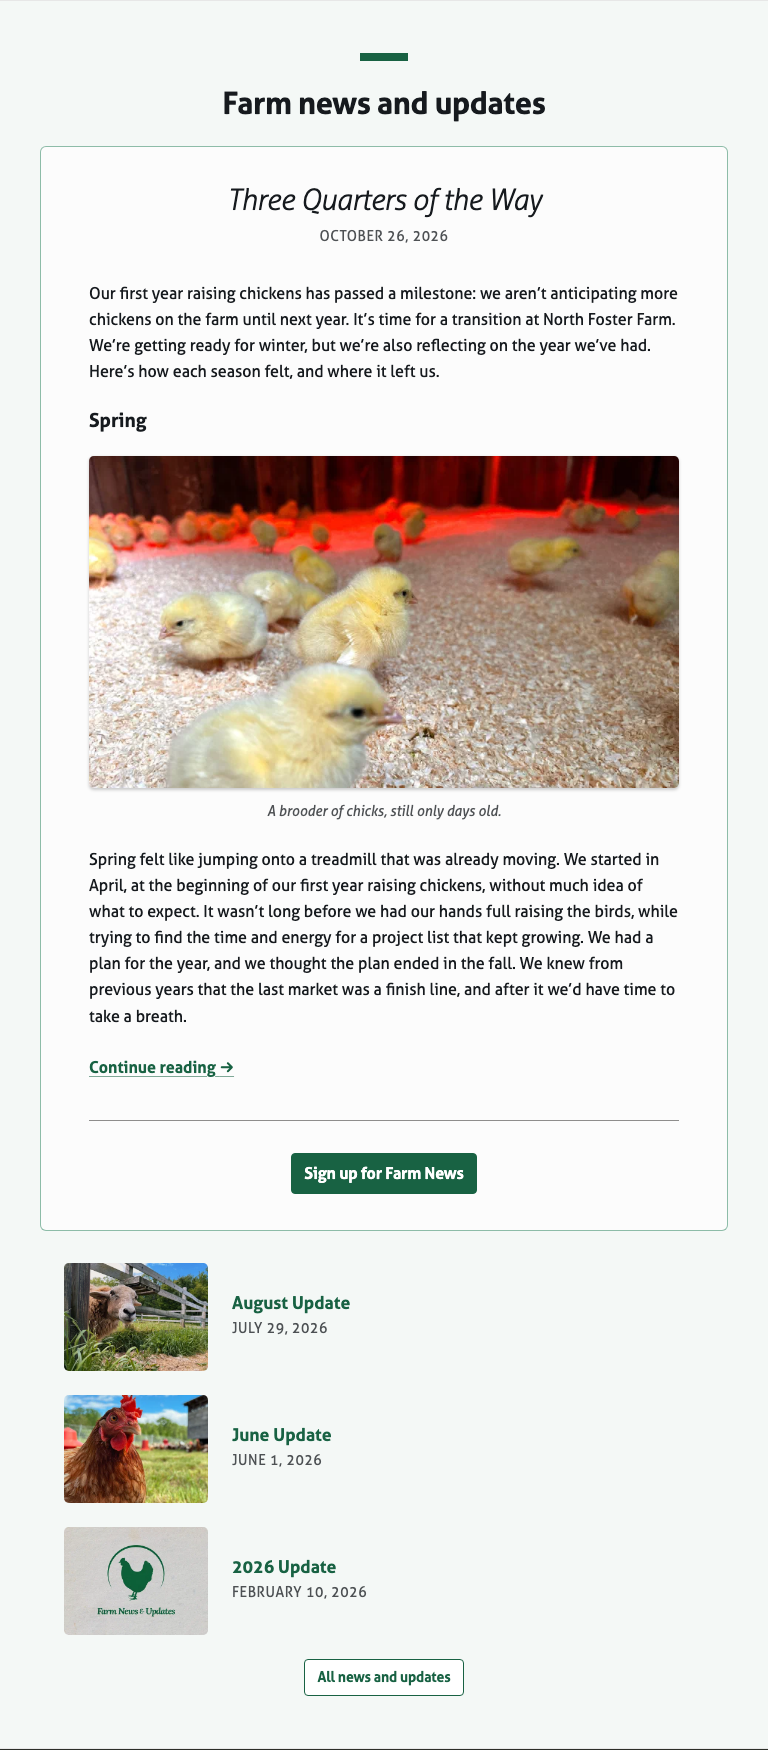 Farm news and updates
Three Quarters of the Way
OCTOBER 26, 2026
Our first year raising chickens has passed a milestone: we aren’t anticipating more
chickens on the farm until next year. It’s time for a transition at North Foster Farm.
We’re getting ready for winter, but we’re also reflecting on the year we’ve had.
Here’s how each season felt, and where it left us.
Spring
A brooder of chicks, still only days old.
Spring felt like jumping onto a treadmill that was already moving. We started in
April, at the beginning of our first year raising chickens, without much idea of
what to expect. It wasn’t long before we had our hands full raising the birds, while
trying to find the time and energy for a project list that kept growing. We had a
plan for the year, and we thought the plan ended in the fall. We knew from
previous years that the last market was a finish line, and after it we’d have time to
take a breath.
Continue reading →
Sign up for Farm News
August Update
JULY 29, 2026
June Update
JUNE 1, 2026
Farm News & Updates
2026 Update
FEBRUARY 10, 2026
All news and updates